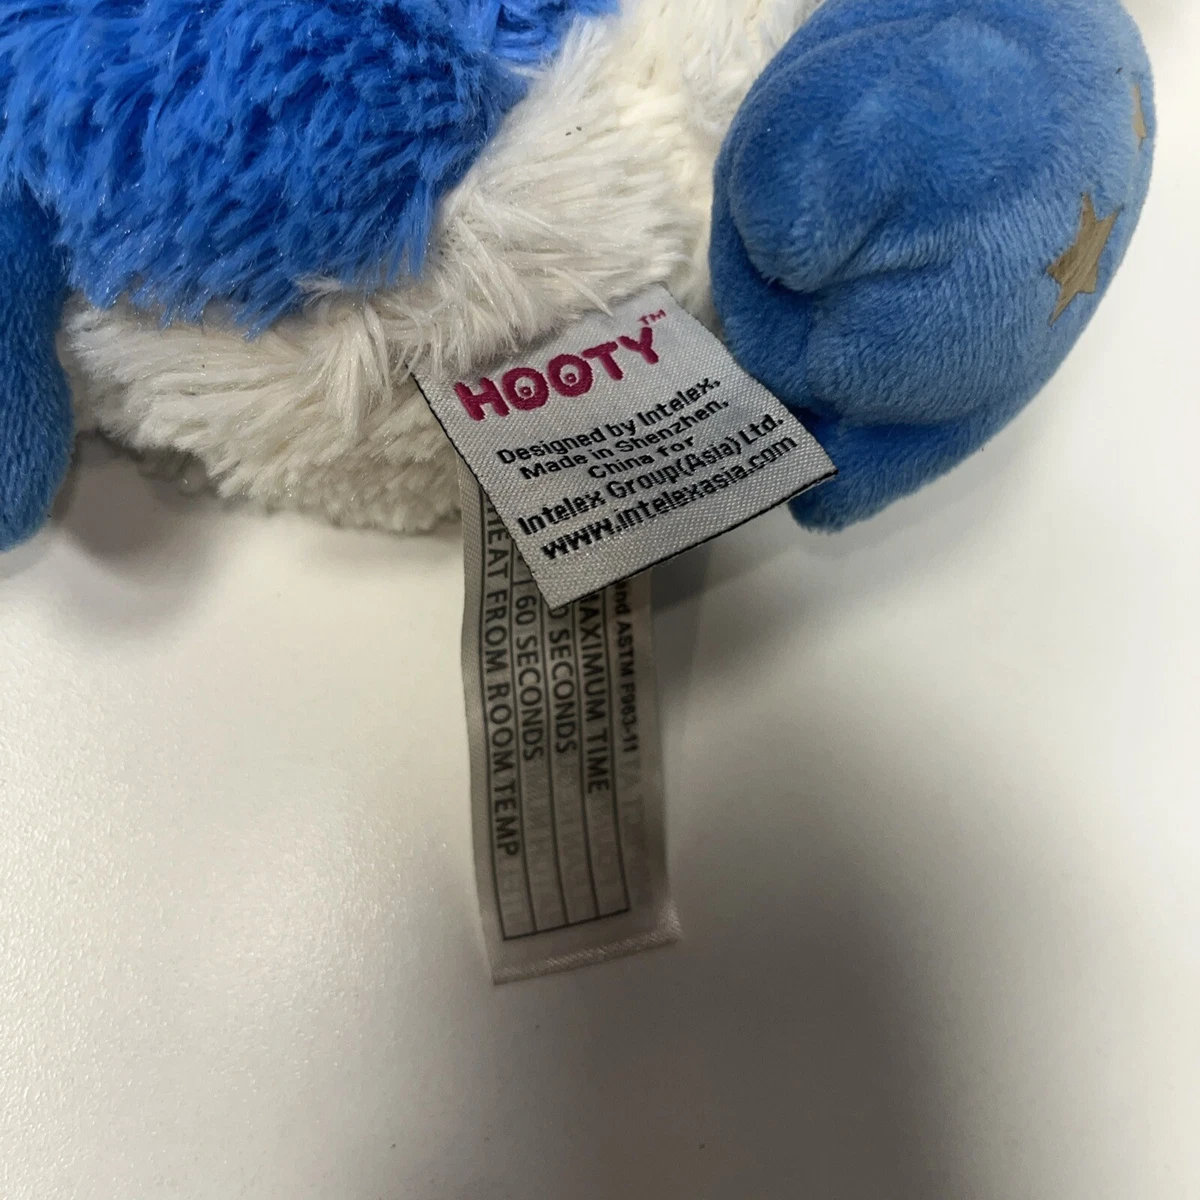 HOOTY™
Designed by Intelex.
Made in Shenzhen,
China for
Intelex Group(Asia) Ltd.
www.intelexasia.com
and ASTM F963-11
MAXIMUM TIME
SECONDS
60 SECONDS
HEAT FROM ROOM TEMP